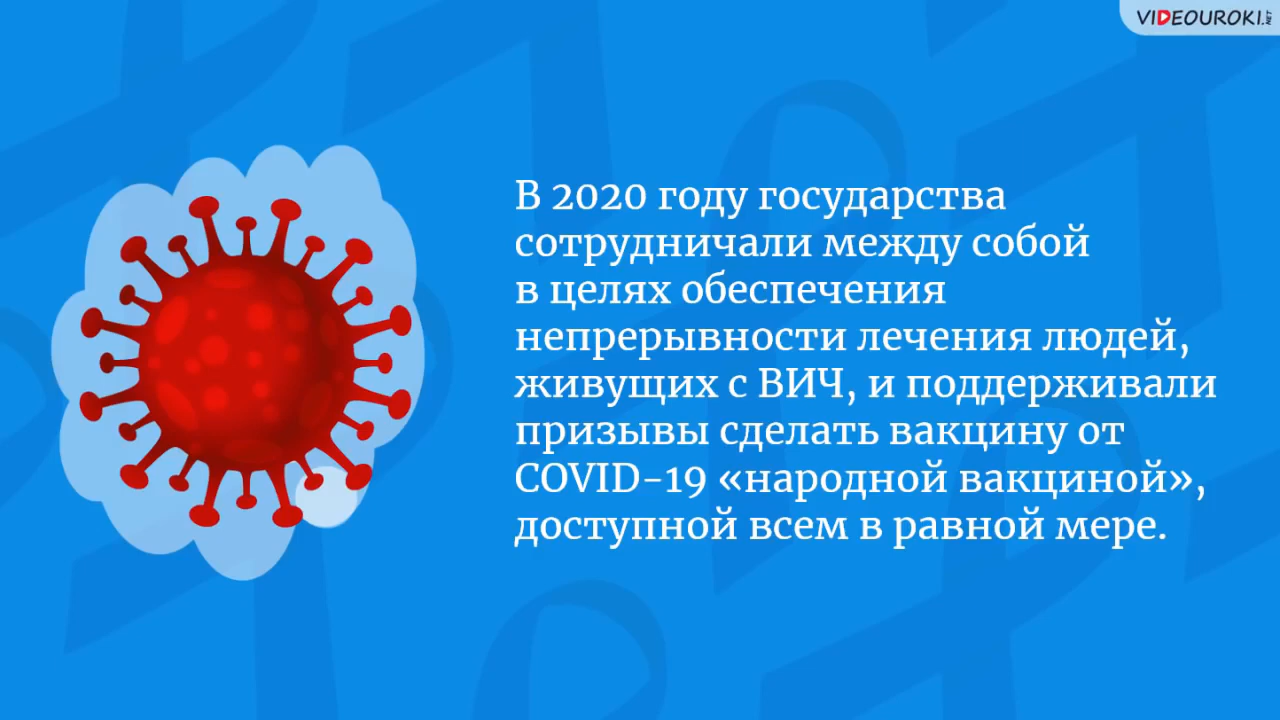 VIDEOUROKI.NET
В 2020 году государства
сотрудничали между собой
в целях обеспечения
непрерывности лечения людей,
живущих с ВИЧ, и поддерживали
призывы сделать вакцину от
COVID-19 «народной вакциной»,
доступной всем в равной мере.